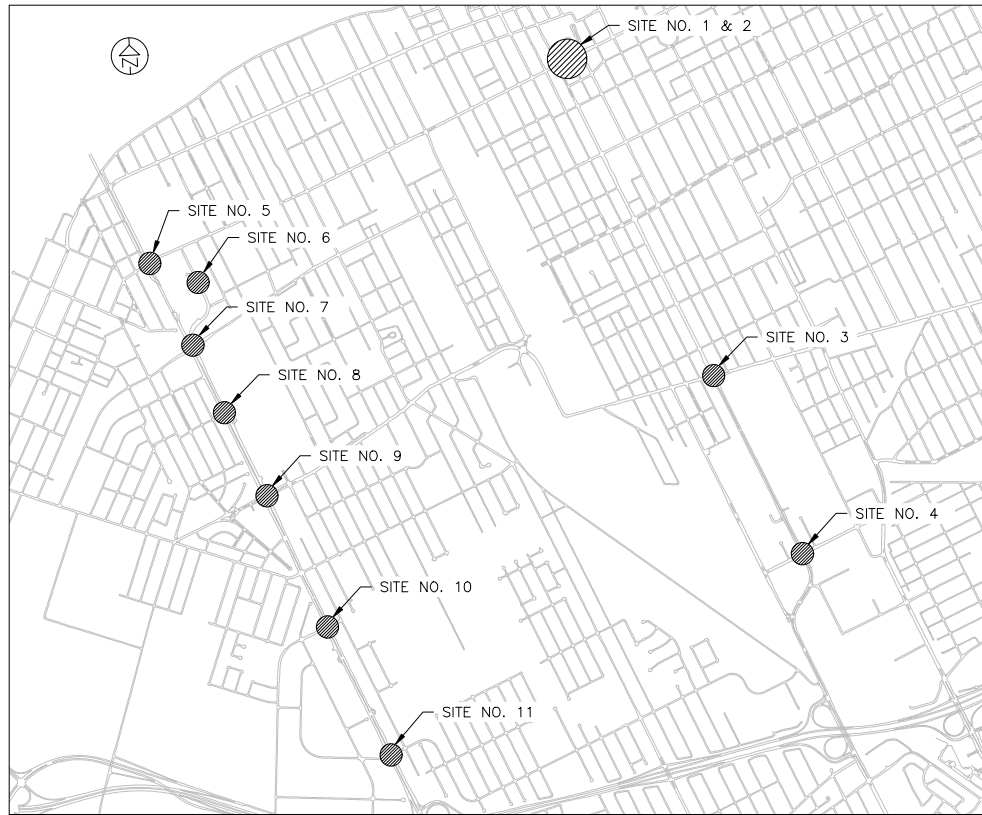 SITE NO. 1 & 2
N
SITE NO. 5
SITE NO. 6
SITE NO. 7
SITE NO. 3
SITE NO. 8
SITE NO. 9
SITE NO. 4
SITE NO. 10
SITE NO. 11